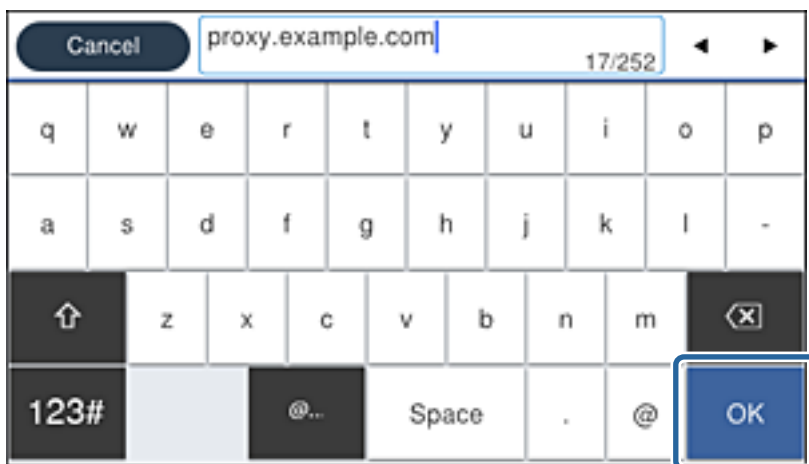 Cancel proxy.example.com
17/252
q w e r t y u i o p
a s d f g h j k l -
z x c v b n m
123# @... Space . @ OK